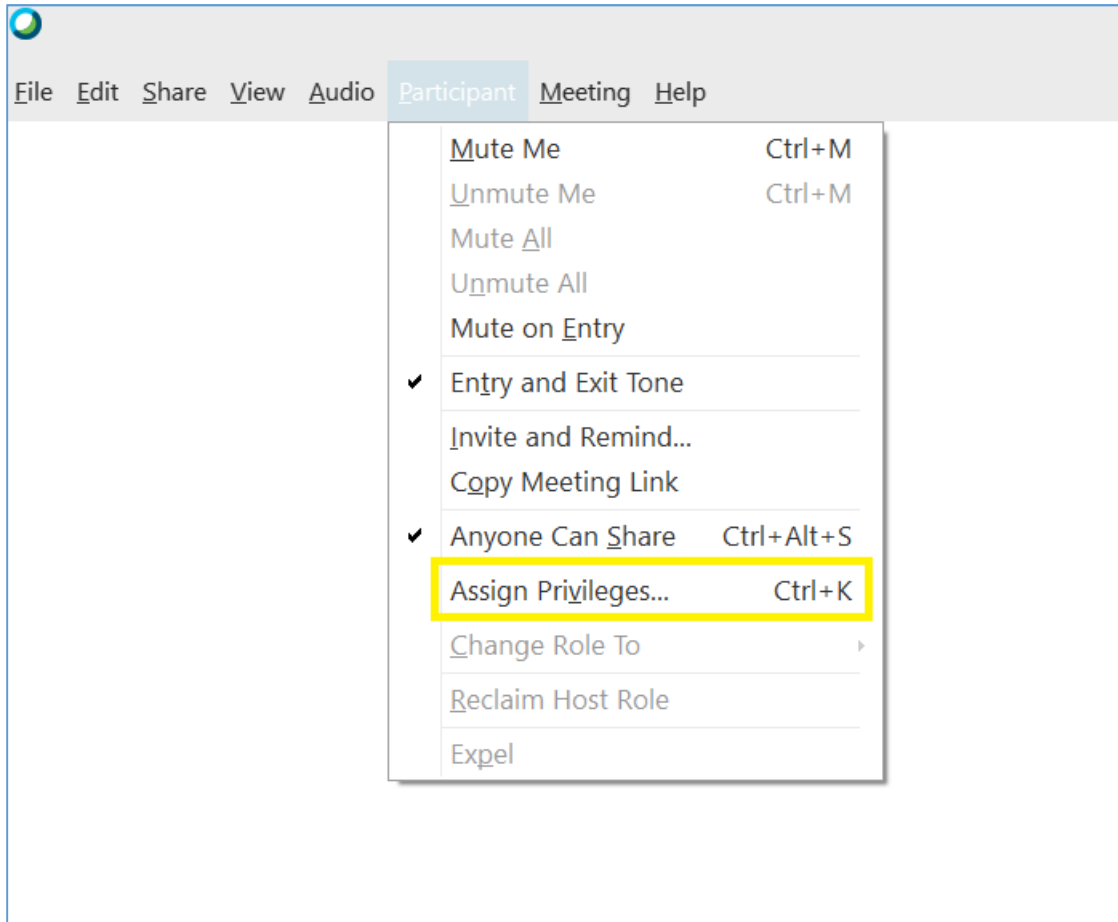 File Edit Share View Audio Participant Meeting Help
Mute Me Ctrl+M
Unmute Me Ctrl+M
Mute All
Unmute All
Mute on Entry
Entry and Exit Tone
Invite and Remind...
Copy Meeting Link
Anyone Can Share Ctrl+Alt+S
Assign Privileges... Ctrl+K
Change Role To
Reclaim Host Role
Expel